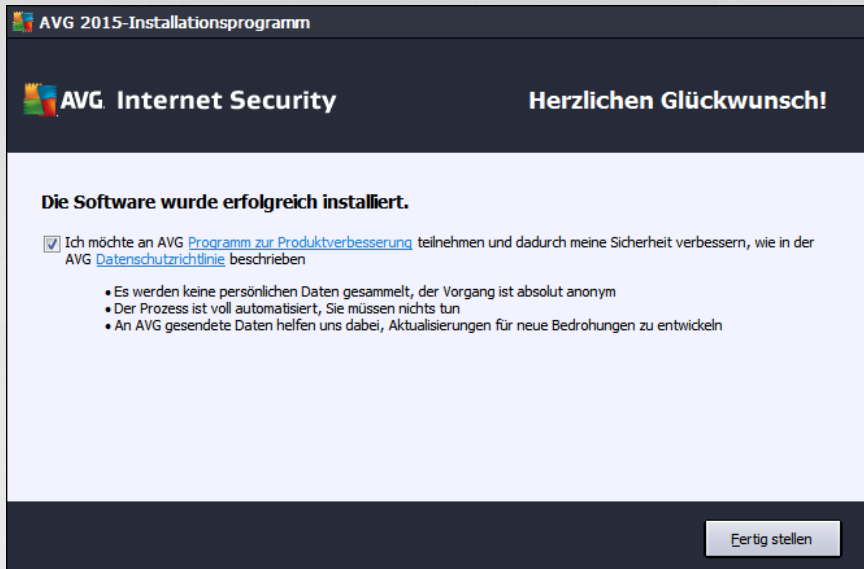 AVG 2015-Installationsprogramm
AVG Internet Security
Herzlichen Glückwunsch!
Die Software wurde erfolgreich installiert.
Ich möchte an AVG Programm zur Produktverbesserung teilnehmen und dadurch meine Sicherheit verbessern, wie in der
AVG Datenschutzrichtlinie beschrieben
• Es werden keine persönlichen Daten gesammelt, der Vorgang ist absolut anonym
• Der Prozess ist voll automatisiert, Sie müssen nichts tun
• An AVG gesendete Daten helfen uns dabei, Aktualisierungen für neue Bedrohungen zu entwickeln
Fertig stellen